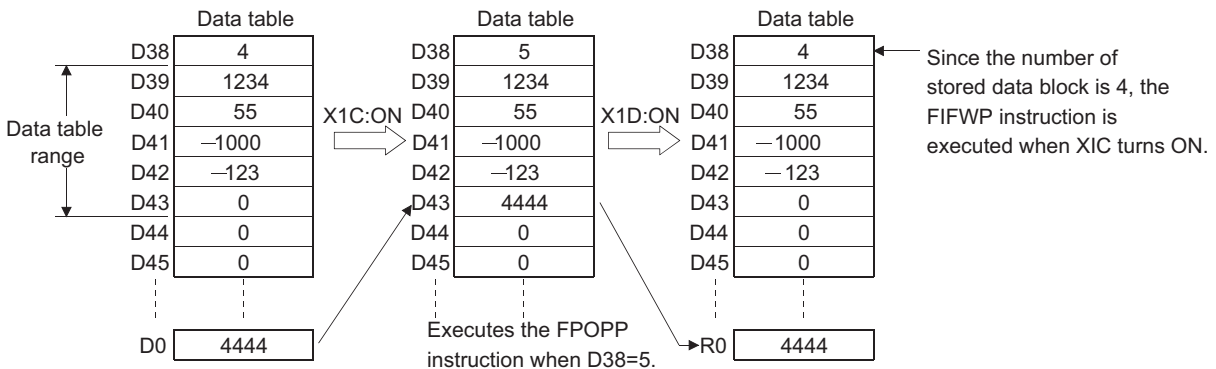 Data table Data table Data table
D38 4 D38 5 D38 4
D39 1234 D39 1234 D39 1234
D40 55 D40 55 D40 55
D41 —1000 D41 —1000 D41 —1000
D42 —123 D42 —123 D42 —123
D43 0 D43 4444 D43 0
D44 0 D44 0 D44 0
D45 0 D45 0 D45 0
Data table
range
X1C:ON
X1D:ON
Since the number of
stored data block is 4, the
FIFWP instruction is
executed when XIC turns ON.
D0 4444
Executes the FPOPP
instruction when D38=5.
R0 4444